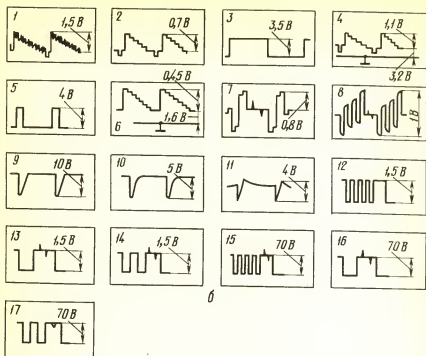 1 1,5 В
2 0,7 В
3 3,5 В
4 1,1 В
3,2 В
5 4 В
6 0,45 В
1,6 В
7 0,8 В
8 1 В
9 10 В
10 5 В
11 4 В
12 1,5 В
13 1,5 В
14 1,5 В
15 70 В
16 70 В
17 70 В
б